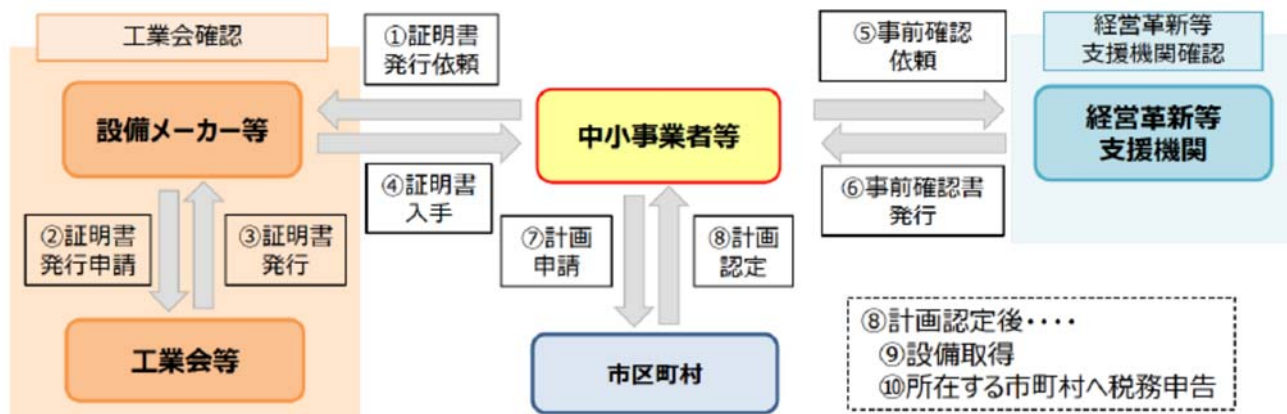 工業会確認
①証明書
発行依頼
⑤事前確認
依頼
経営革新等
支援機関確認
設備メーカー等
中小事業者等
経営革新等
支援機関
④証明書
入手
⑥事前確認書
発行
②証明書
発行申請
③証明書
発行
⑦計画
申請
⑧計画
認定
工業会等
市区町村
⑧計画認定後・・・・
⑨設備取得
⑩所在する市町村へ税務申告